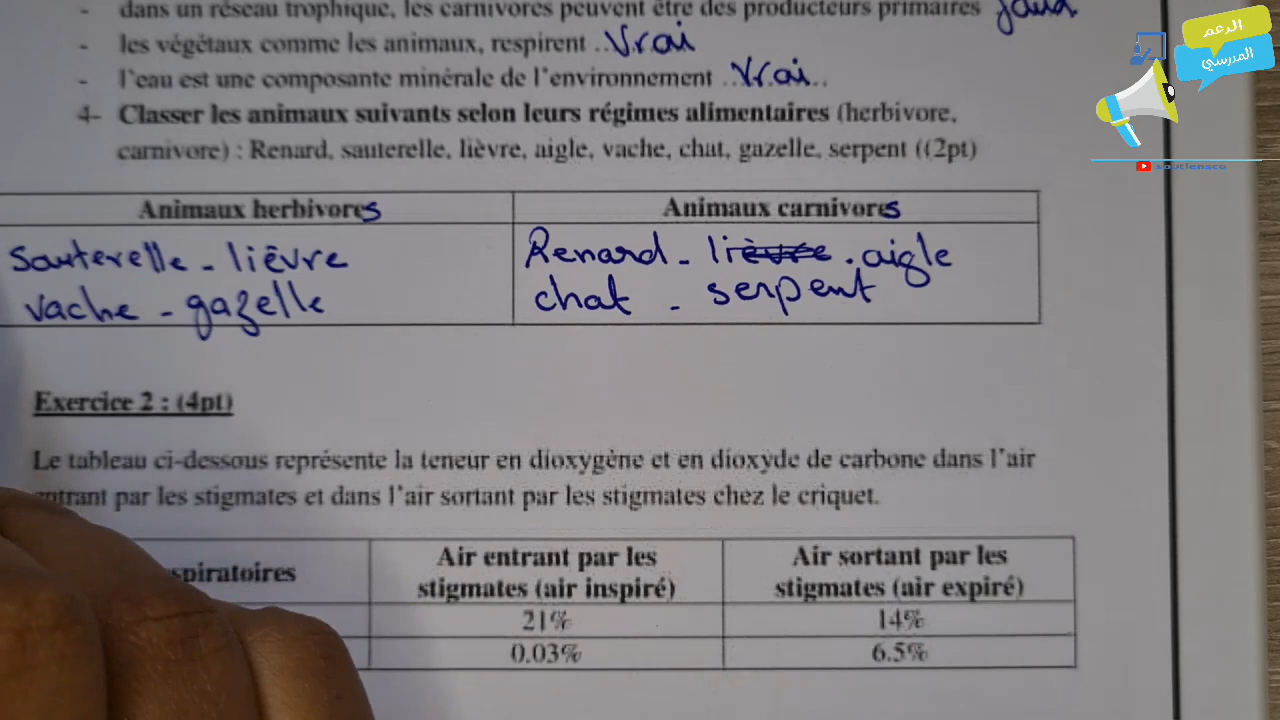 - dans un réseau trophique, les carnivores peuvent être des producteurs primaires faux
- les végétaux comme les animaux, respirent ..Vrai
- l'eau est une composante minérale de l'environnement ..Vrai..
4- Classer les animaux suivants selon leurs régimes alimentaires (herbivore,
carnivore) : Renard, sauterelle, lièvre, aigle, vache, chat, gazelle, serpent ((2pt)
Animaux herbivores
Animaux carnivores
Sauterelle - lièvre
vache - gazelle
Renard - lièvre . aigle
chat - serpent
Exercice 2 : (4pt)
Le tableau ci-dessous représente la teneur en dioxygène et en dioxyde de carbone dans l'air
entrant par les stigmates et dans l'air sortant par les stigmates chez le criquet.
spiratoires
Air entrant par les
stigmates (air inspiré)
Air sortant par les
stigmates (air expiré)
21%
14%
0.03%
6.5%
الدعم
المدرسي
soutiensco